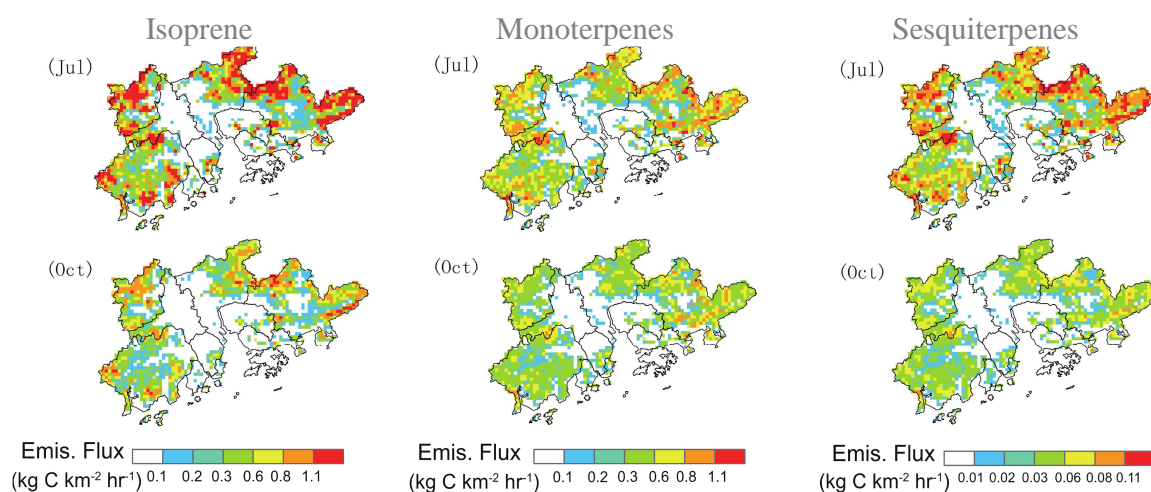 Isoprene Monoterpenes Sesquiterpenes
(Jul) (Jul) (Jul)
(Oct) (Oct) (Oct)
Emis. Flux Emis. Flux Emis. Flux
(kg C km-2 hr-1) 0.1 0.2 0.3 0.6 0.8 1.1 (kg C km-2 hr-1) 0.1 0.2 0.3 0.6 0.8 1.1 (kg C km-2 hr-1) 0.01 0.02 0.03 0.06 0.08 0.11